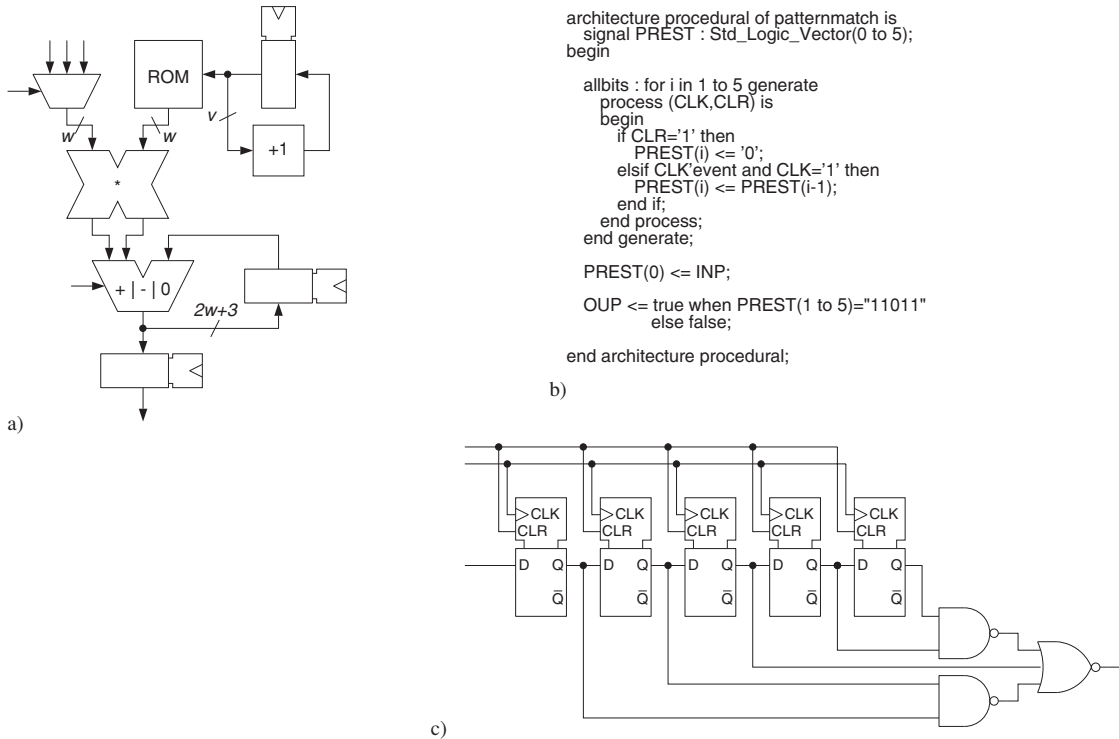 ROM
v
w
w
+1
*
+ | - | 0
2w+3
a)
architecture procedural of patternmatch is
signal PREST : Std_Logic_Vector(0 to 5);
begin
allbits : for i in 1 to 5 generate
process (CLK,CLR) is
begin
if CLR='1' then
PREST(i) <= '0';
elsif CLK'event and CLK='1' then
PREST(i) <= PREST(i-1);
end if;
end process;
end generate;
PREST(0) <= INP;
OUP <= true when PREST(1 to 5)="11011"
else false;
end architecture procedural;
b)
CLK CLK CLK CLK CLK
CLR CLR CLR CLR CLR
D Q D Q D Q D Q D Q
Q̅ Q̅ Q̅ Q̅ Q̅
c)